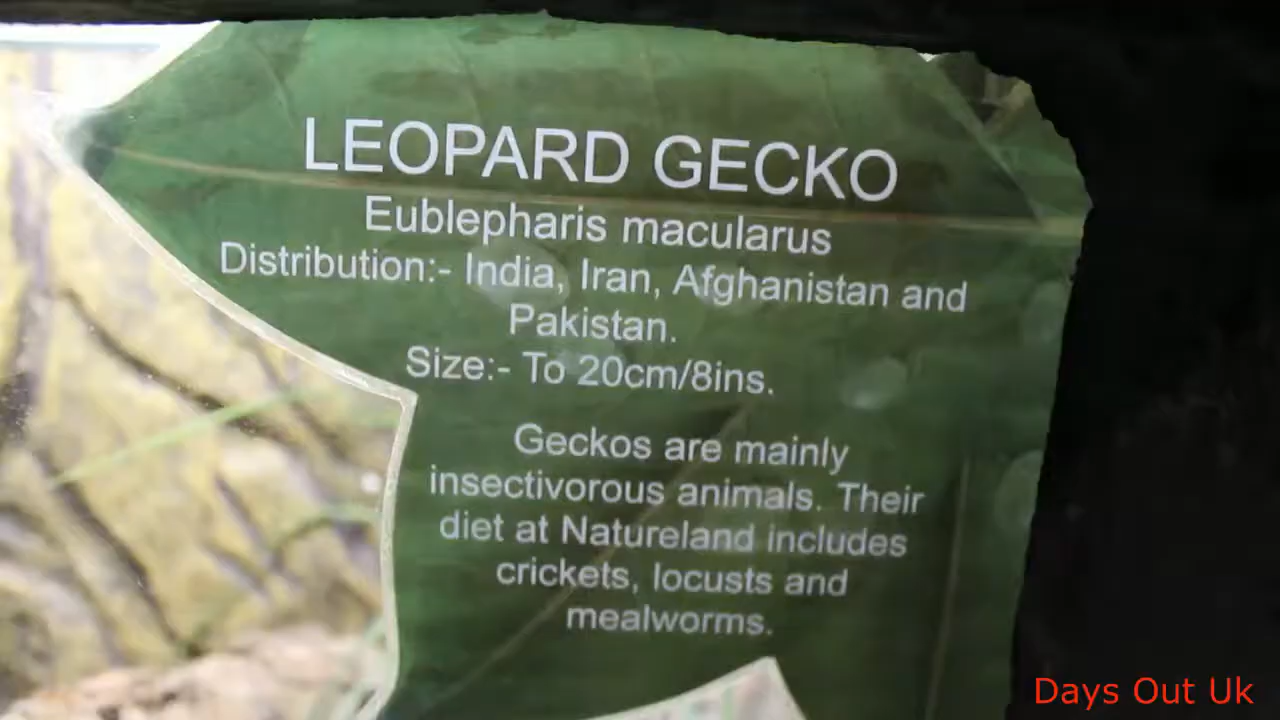 LEOPARD GECKO
Eublepharis macularus
Distribution:- India, Iran, Afghanistan and
Pakistan.
Size:- To 20cm/8ins.
Geckos are mainly
insectivorous animals. Their
diet at Natureland includes
crickets, locusts and
mealworms.
Days Out Uk